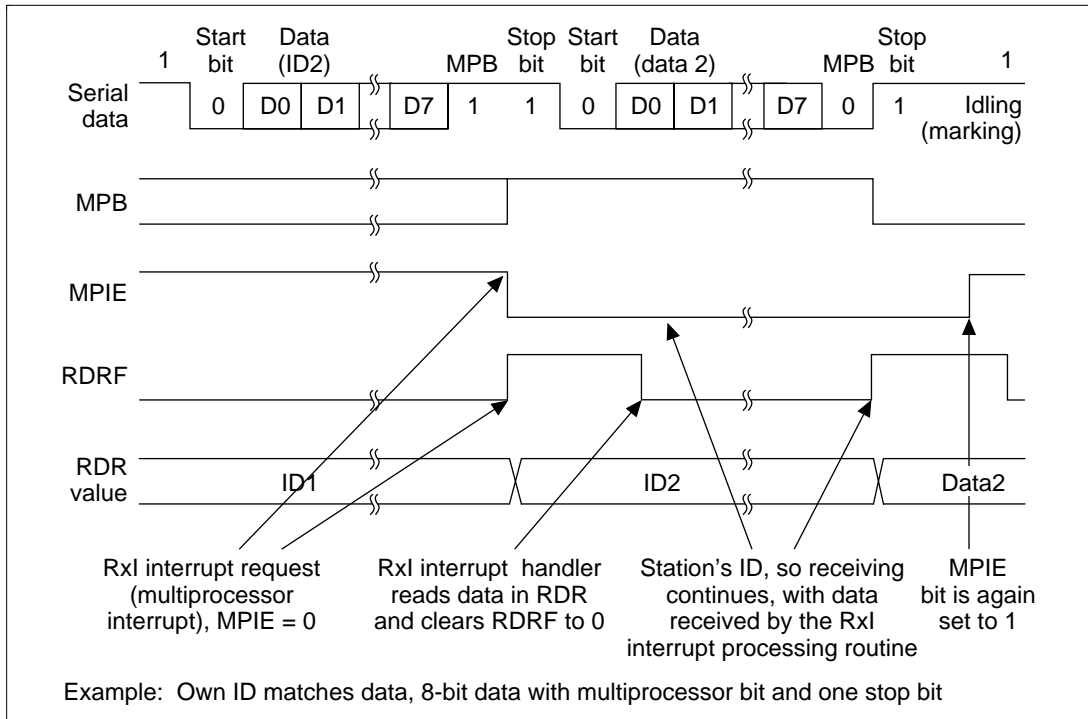 1 Start bit Data (ID2) MPB Stop bit Start bit Data (data 2) MPB Stop bit 1
Serial data 0 D0 D1 D7 1 1 0 D0 D1 D7 0 1 Idling (marking)
MPB
MPIE
RDRF
RDR value ID1 ID2 Data2
RxI interrupt request
(multiprocessor
interrupt), MPIE = 0
RxI interrupt handler
reads data in RDR
and clears RDRF to 0
Station's ID, so receiving
continues, with data
received by the RxI
interrupt processing routine
MPIE
bit is again
set to 1
Example: Own ID matches data, 8-bit data with multiprocessor bit and one stop bit